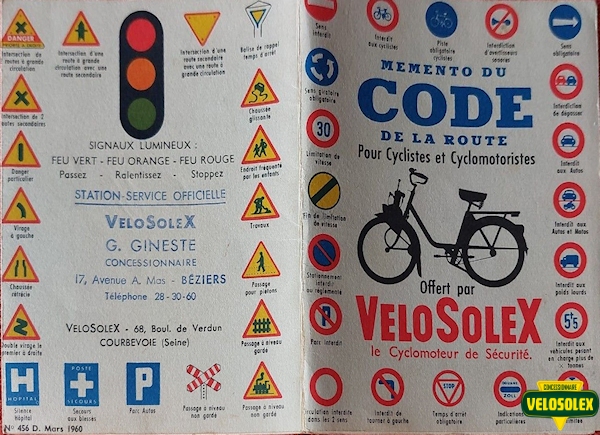 DANGER
PRIORITÉ A DROITE
Intersection de
routes à grande
circulation
Intersection d'une
route à grande
circulation avec une
route secondaire
Intersection d'une
route secondaire
avec une route à
grande circulation
Balise de rappel
temps d'arrêt
Intersection de 2
routes secondaires
Danger
particulier
Virage
à gauche
Chaussée
rétrécie
Double virage le
premier à droite
Chaussée
glissante
Endroit fréquenté
par les enfants
Travaux
Passage
pour piétons
Passage à niveau
gardé
SIGNAUX LUMINEUX :
FEU VERT - FEU ORANGE - FEU ROUGE
Passez - Ralentissez - Stoppez
STATION-SERVICE OFFICIELLE
VELOSOLEX
G. GINESTE
CONCESSIONNAIRE
17, Avenue A. Mas - BÉZIERS
Téléphone 28-30-60
VELOSOLEX - 68, Boul. de Verdun
COURBEVOIE (Seine)
H
HOPITAL
Silence
hôpital
POSTE
SECOURS
Secours
aux blessés
P
Parc Autos
Passage à niveau
non gardé
Passage à niveau
non gardé
N° 456 D. Mars 1960
Sens
interdit
Interdit
aux cyclistes
Piste
obligatoire
cyclistes
Interdiction
d'avertisseurs
sonores
Sens
obligatoire
Sens giratoire
obligatoire
30
Limitation de
vitesse
Fin de limitation
de vitesse
Stationnement
interdit
ou réglementé
P
Parc interdit
MEMENTO DU
CODE
DE LA ROUTE
Pour Cyclistes et Cyclomotoristes
Offert par
VELOSOLEX
le Cyclomoteur de Sécurité.
Interdiction
de dépasser
Interdit
aux Autos
Interdit
aux Autos et Motos
Interdit
aux poids lourds
5t5
Interdit aux
véhicules pesant
en charge plus de
tonnes
Circulation interdite
dans les 2 sens
Interdit de
tourner à gauche
STOP
Temps d'arrêt
obligatoire
Indications
particulières
CONCESSIONNAIRE
VELOSOLEX